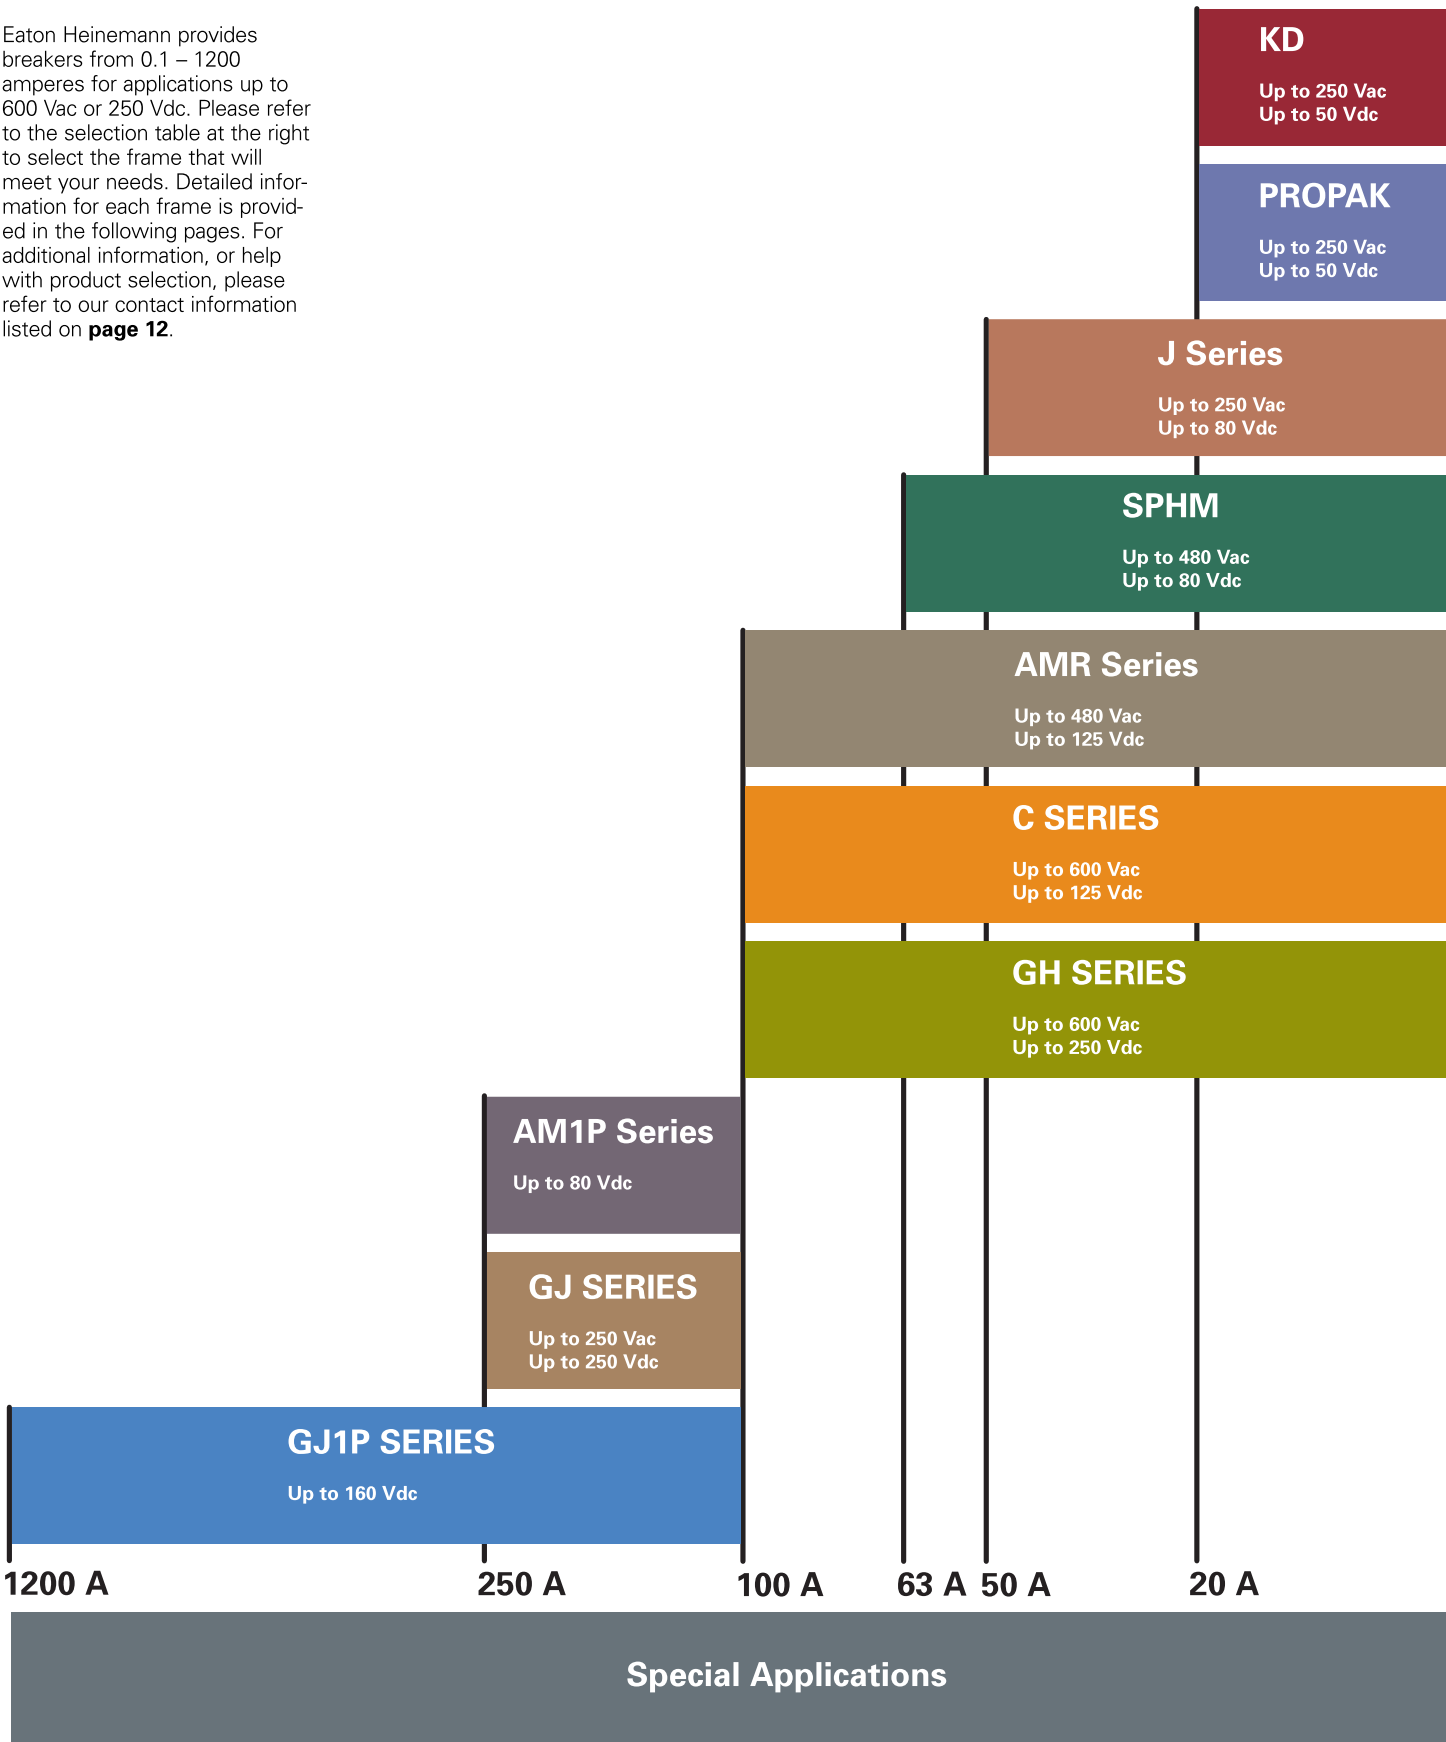 Eaton Heinemann provides
breakers from 0.1 – 1200
amperes for applications up to
600 Vac or 250 Vdc. Please refer
to the selection table at the right
to select the frame that will
meet your needs. Detailed infor-
mation for each frame is provid-
ed in the following pages. For
additional information, or help
with product selection, please
refer to our contact information
listed on page 12.
KD
Up to 250 Vac
Up to 50 Vdc
PROPAK
Up to 250 Vac
Up to 50 Vdc
J Series
Up to 250 Vac
Up to 80 Vdc
SPHM
Up to 480 Vac
Up to 80 Vdc
AMR Series
Up to 480 Vac
Up to 125 Vdc
C SERIES
Up to 600 Vac
Up to 125 Vdc
GH SERIES
Up to 600 Vac
Up to 250 Vdc
AM1P Series
Up to 80 Vdc
GJ SERIES
Up to 250 Vac
Up to 250 Vdc
GJ1P SERIES
Up to 160 Vdc
1200 A 250 A 100 A 63 A 50 A 20 A
Special Applications